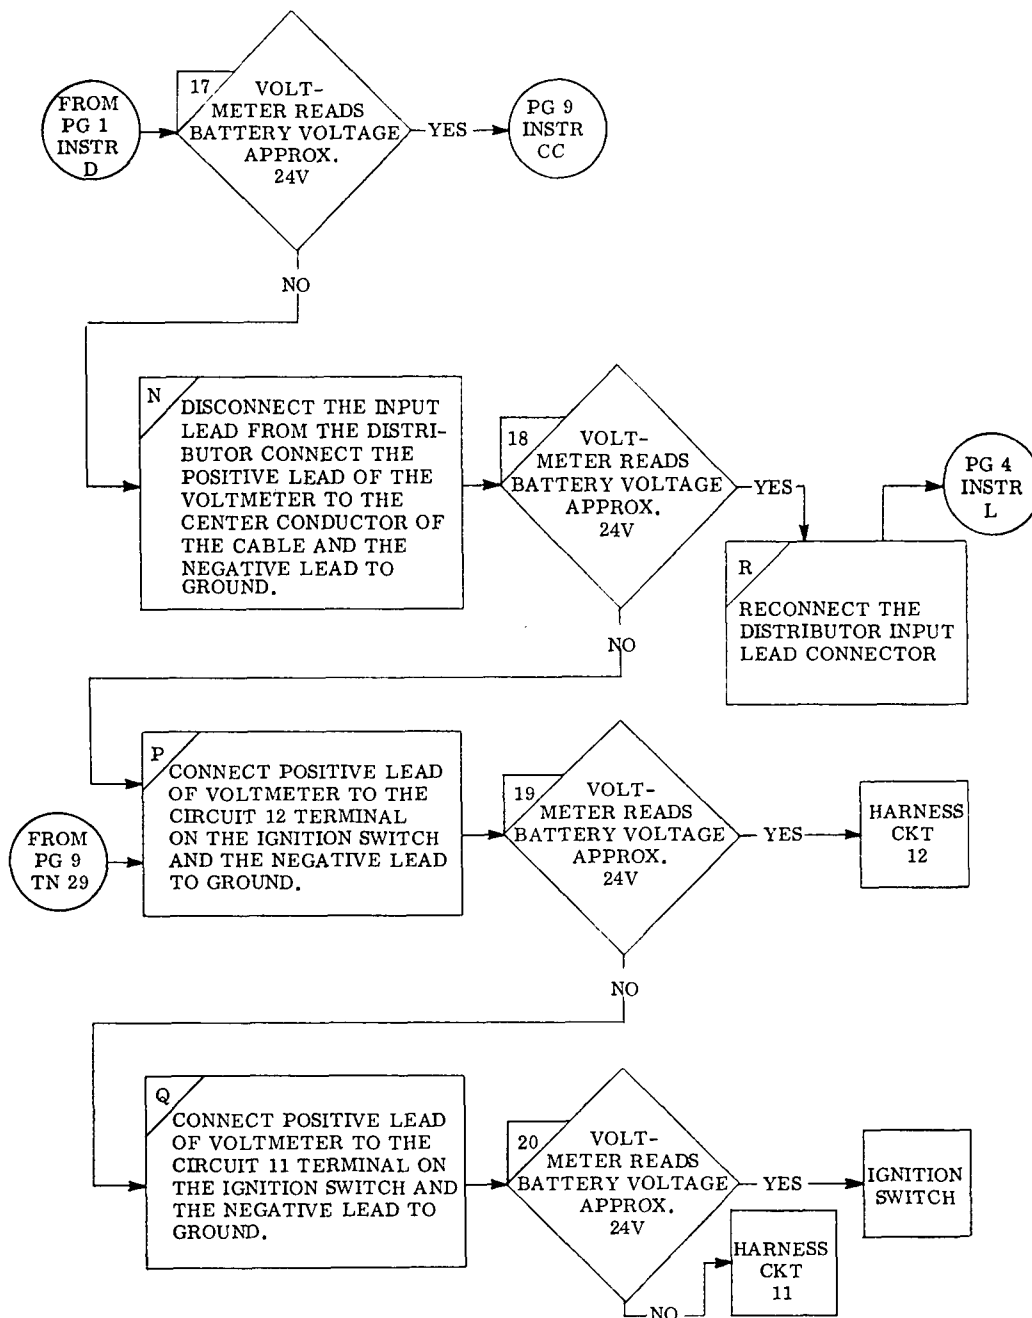 FROM
PG 1
INSTR
D
17
VOLT-
METER READS
BATTERY VOLTAGE
APPROX.
24V
YES
PG 9
INSTR
CC
NO
N
DISCONNECT THE INPUT
LEAD FROM THE DISTRI-
BUTOR CONNECT THE
POSITIVE LEAD OF THE
VOLTMETER TO THE
CENTER CONDUCTOR OF
THE CABLE AND THE
NEGATIVE LEAD TO
GROUND.
18
VOLT-
METER READS
BATTERY VOLTAGE
APPROX.
24V
YES
PG 4
INSTR
L
R
RECONNECT THE
DISTRIBUTOR INPUT
LEAD CONNECTOR
NO
FROM
PG 9
TN 29
P
CONNECT POSITIVE LEAD
OF VOLTMETER TO THE
CIRCUIT 12 TERMINAL
ON THE IGNITION SWITCH
AND THE NEGATIVE LEAD
TO GROUND.
19
VOLT-
METER READS
BATTERY VOLTAGE
APPROX.
24V
YES
HARNESS
CKT
12
NO
Q
CONNECT POSITIVE LEAD
OF VOLTMETER TO THE
CIRCUIT 11 TERMINAL ON
THE IGNITION SWITCH AND
THE NEGATIVE LEAD TO
GROUND.
20
VOLT-
METER READS
BATTERY VOLTAGE
APPROX.
24V
YES
IGNITION
SWITCH
NO
HARNESS
CKT
11